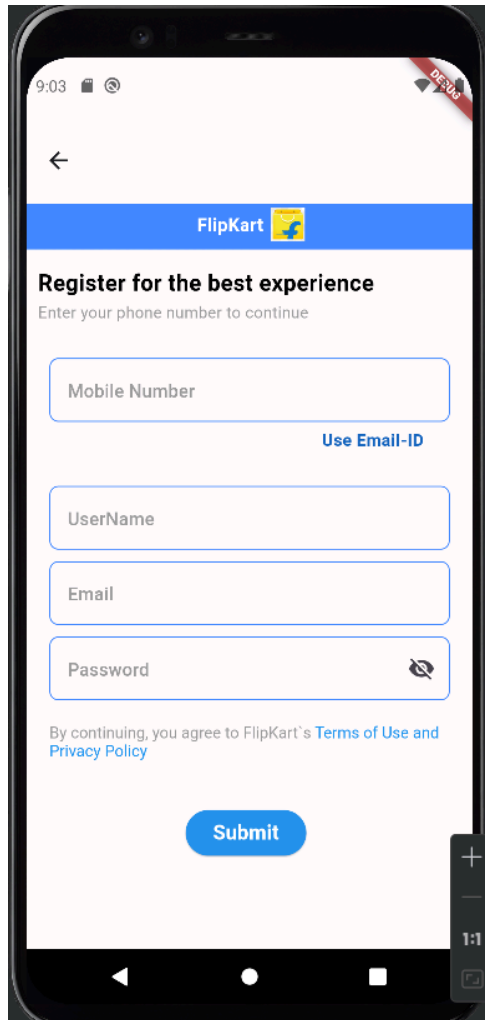 9:03
DEBUG
FlipKart
Register for the best experience
Enter your phone number to continue
Mobile Number
Use Email-ID
UserName
Email
Password
By continuing, you agree to FlipKart`s Terms of Use and
Privacy Policy
Submit
1:1